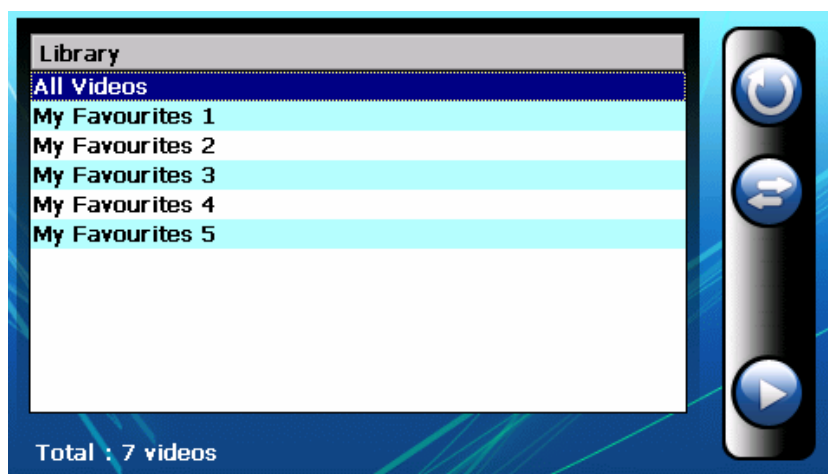 Library
All Videos
My Favourites 1
My Favourites 2
My Favourites 3
My Favourites 4
My Favourites 5
Total : 7 videos